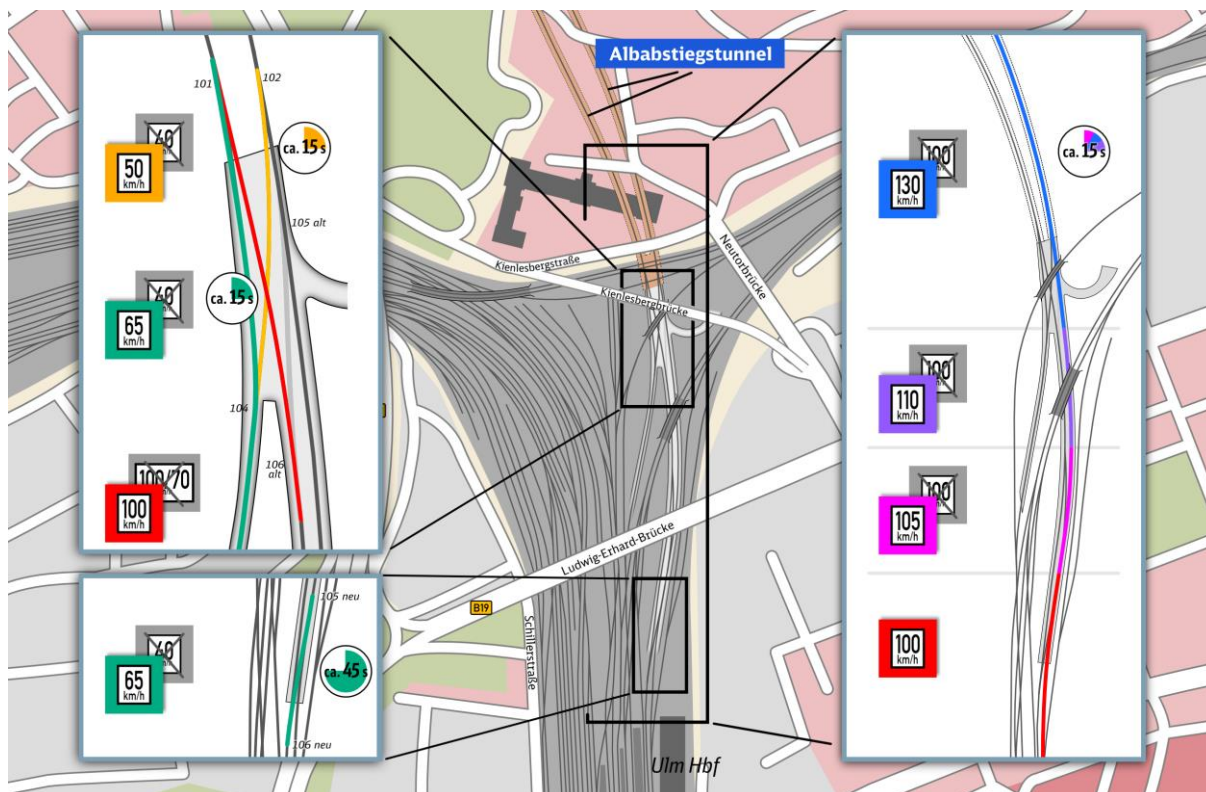 Albabstiegstunnel
101
102
40
50
km/h
ca. 15 s
105 alt
40
65
km/h
ca. 15 s
104
106
alt
100/70
100
km/h
40
65
km/h
105 neu
ca. 45 s
106 neu
Kienlesbergstraße
Kienlesbergbrücke
Neutorbrücke
Ludwig-Erhard-Brücke
B19
Schillerstraße
Ulm Hbf
100
130
km/h
ca. 15 s
100
110
km/h
100
105
km/h
100
km/h